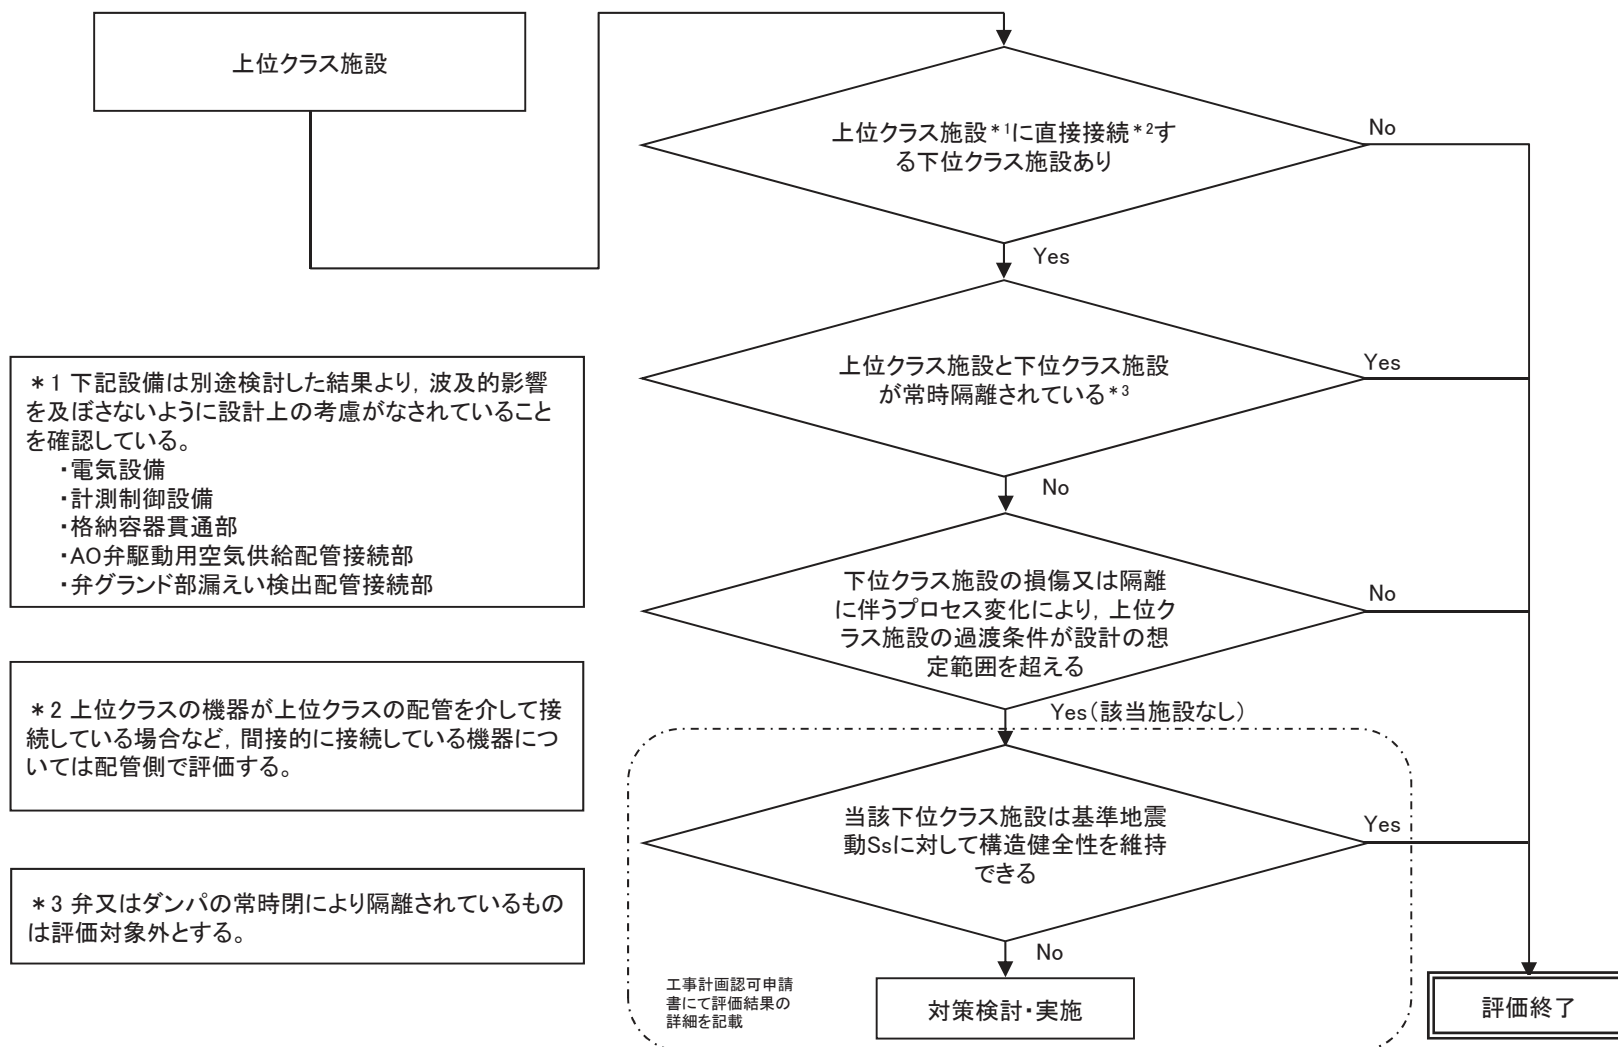 上位クラス施設
上位クラス施設*1に直接接続*2す
る下位クラス施設あり
No
Yes
上位クラス施設と下位クラス施設
が常時隔離されている*3
Yes
No
下位クラス施設の損傷又は隔離
に伴うプロセス変化により，上位ク
ラス施設の過渡条件が設計の想
定範囲を超える
No
Yes（該当施設なし）
当該下位クラス施設は基準地震
動Ssに対して構造健全性を維持
できる
Yes
No
対策検討・実施
評価終了
工事計画認可申請
書にて評価結果の
詳細を記載
*1 下記設備は別途検討した結果より，波及的影響
を及ぼさないように設計上の考慮がなされていること
を確認している。
・電気設備
・計測制御設備
・格納容器貫通部
・AO弁駆動用空気供給配管接続部
・弁グランド部漏えい検出配管接続部
*2 上位クラスの機器が上位クラスの配管を介して接
続している場合など，間接的に接続している機器につ
いては配管側で評価する。
*3 弁又はダンパの常時閉により隔離されているもの
は評価対象外とする。